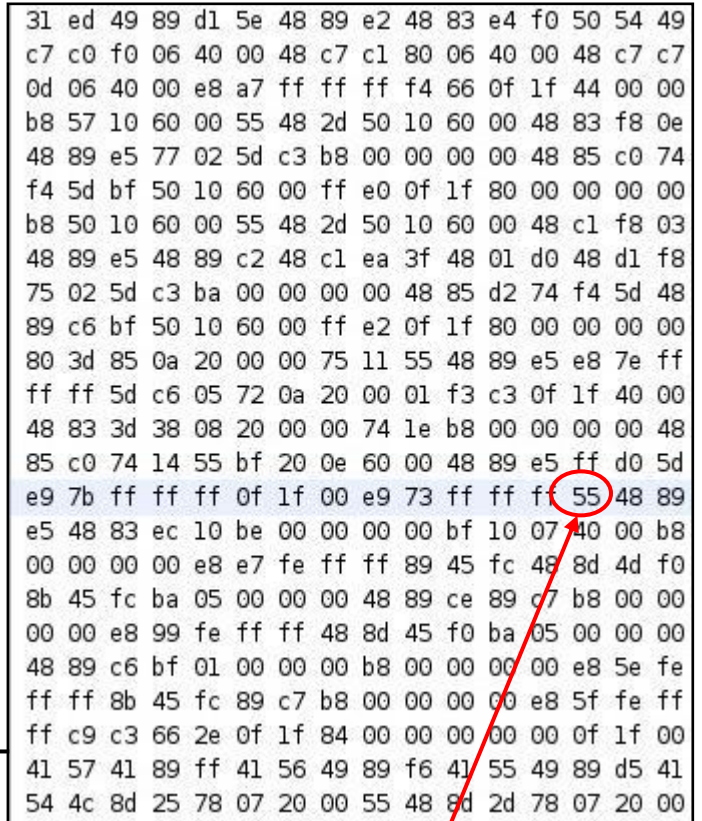 31 ed 49 89 d1 5e 48 89 e2 48 83 e4 f0 50 54 49
c7 c0 f0 06 40 00 48 c7 c1 80 06 40 00 48 c7 c7
0d 06 40 00 e8 a7 ff ff ff f4 66 0f 1f 44 00 00
b8 57 10 60 00 55 48 2d 50 10 60 00 48 83 f8 0e
48 89 e5 77 02 5d c3 b8 00 00 00 00 48 85 c0 74
f4 5d bf 50 10 60 00 ff e0 0f 1f 80 00 00 00 00
b8 50 10 60 00 55 48 2d 50 10 60 00 48 c1 f8 03
48 89 e5 48 89 c2 48 c1 ea 3f 48 01 d0 48 d1 f8
75 02 5d c3 ba 00 00 00 00 48 85 d2 74 f4 5d 48
89 c6 bf 50 10 60 00 ff e2 0f 1f 80 00 00 00 00
80 3d 85 0a 20 00 00 75 11 55 48 89 e5 e8 7e ff
ff ff 5d c6 05 72 0a 20 00 01 f3 c3 0f 1f 40 00
48 83 3d 38 08 20 00 00 74 1e b8 00 00 00 00 48
85 c0 74 14 55 bf 20 0e 60 00 48 89 e5 ff d0 5d
e9 7b ff ff ff 0f 1f 00 e9 73 ff ff ff 55 48 89
e5 48 83 ec 10 be 00 00 00 00 bf 10 07 40 00 b8
00 00 00 00 e8 e7 fe ff ff 89 45 fc 48 8d 4d f0
8b 45 fc ba 05 00 00 00 48 89 ce 89 c7 b8 00 00
00 00 e8 99 fe ff ff 48 8d 45 f0 ba 05 00 00 00
48 89 c6 bf 01 00 00 00 b8 00 00 00 00 e8 5e fe
ff ff 8b 45 fc 89 c7 b8 00 00 00 00 e8 5f fe ff
ff c9 c3 66 2e 0f 1f 84 00 00 00 00 00 0f 1f 00
41 57 41 89 ff 41 56 49 89 f6 41 55 49 89 d5 41
54 4c 8d 25 78 07 20 00 55 48 8d 2d 78 07 20 00